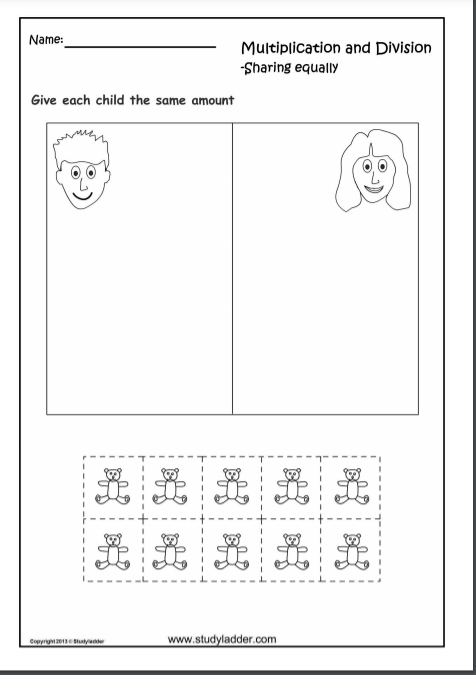 Name:
Multiplication and Division
-Sharing equally
Give each child the same amount
Copyright 2013 © Studyladder
www.studyladder.com